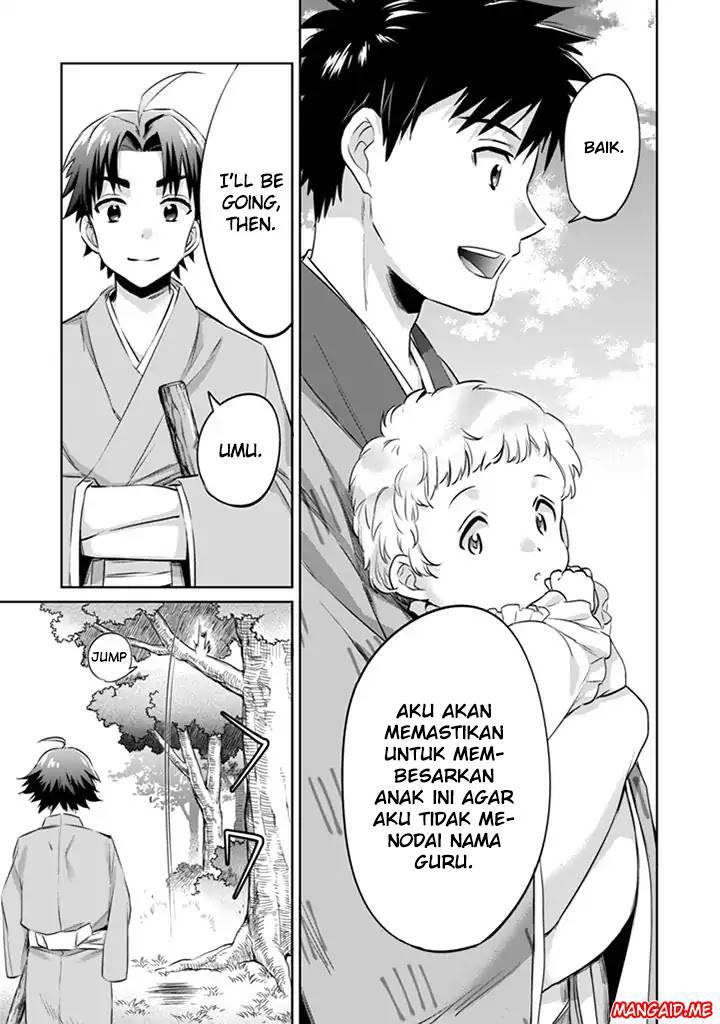 BAIK.
AKU AKAN
MEMASTIKAN
UNTUK MEM-
BESARKAN
ANAK INI AGAR
AKU TIDAK ME-
NODAI NAMA
GURU.
I'LL BE
GOING,
THEN.
UMU.
JUMP
MANGAID.ME